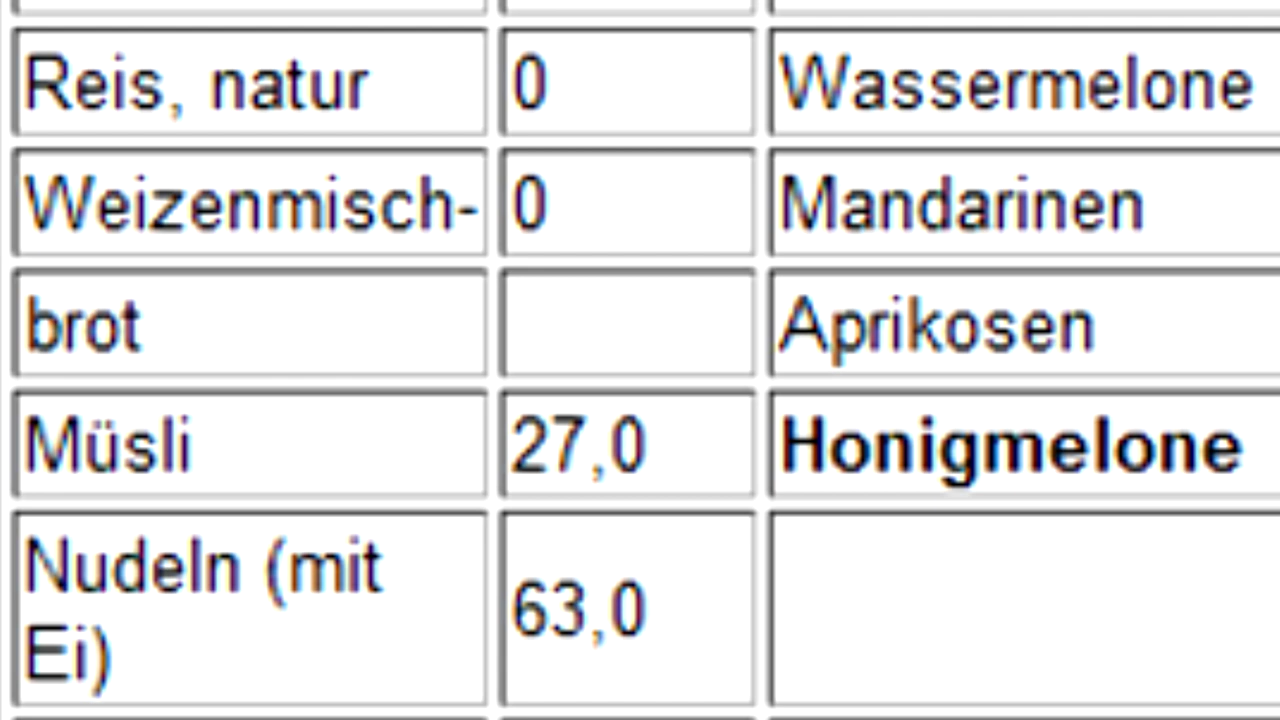 Reis, natur 0 Wassermelone
Weizenmisch- 0 Mandarinen
brot Aprikosen
Müsli 27,0 Honigmelone
Nudeln (mit
Ei) 63,0